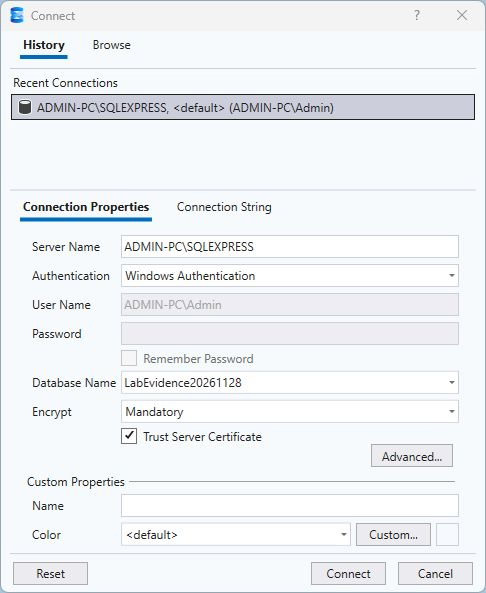 Connect ?
History Browse
Recent Connections
ADMIN-PC\SQLEXPRESS, <default> (ADMIN-PC\Admin)
Connection Properties Connection String
Server Name ADMIN-PC\SQLEXPRESS
Authentication Windows Authentication
User Name ADMIN-PC\Admin
Password
Remember Password
Database Name LabEvidence20261128
Encrypt Mandatory
Trust Server Certificate
Advanced...
Custom Properties
Name
Color <default> Custom...
Reset Connect Cancel